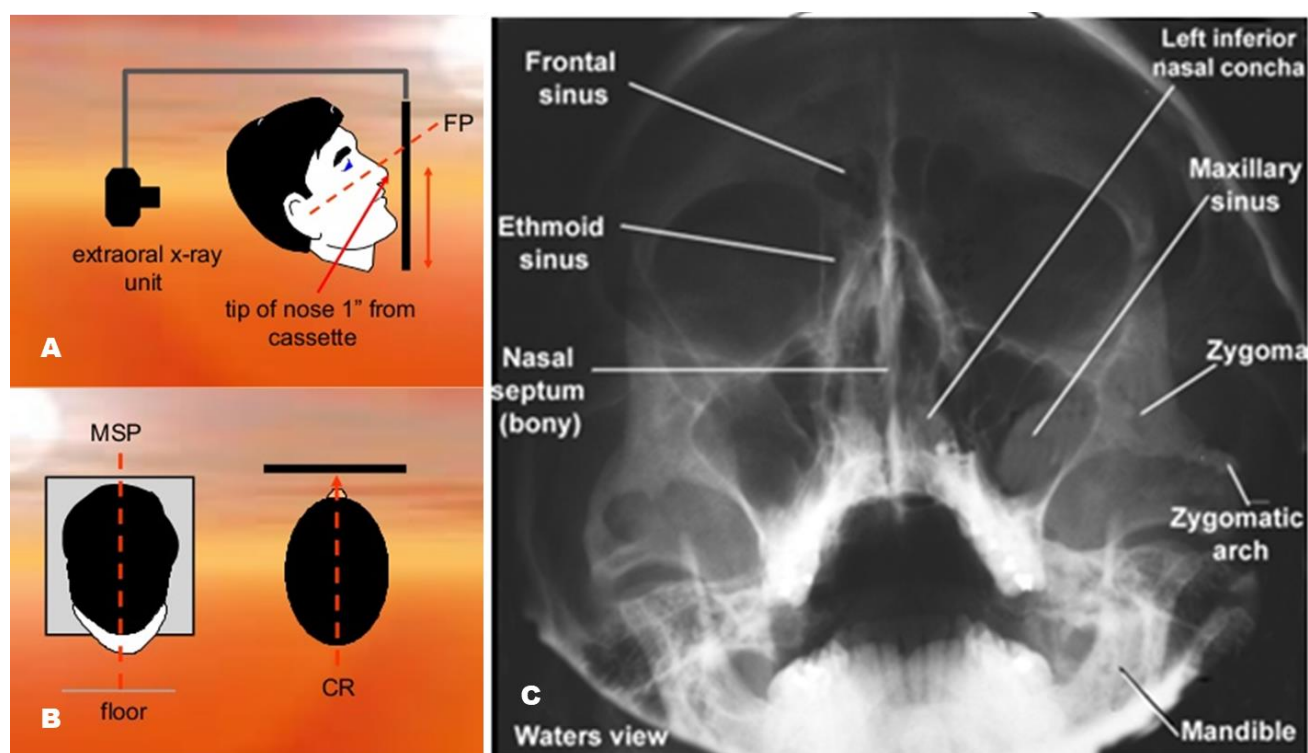 FP
extraoral x-ray
unit
tip of nose 1” from
cassette
A
MSP
floor
CR
B
Frontal
sinus
Ethmoid
sinus
Nasal
septum
(bony)
Left inferior
nasal concha
Maxillary
sinus
Zygoma
Zygomatic
arch
Mandible
C
Waters view